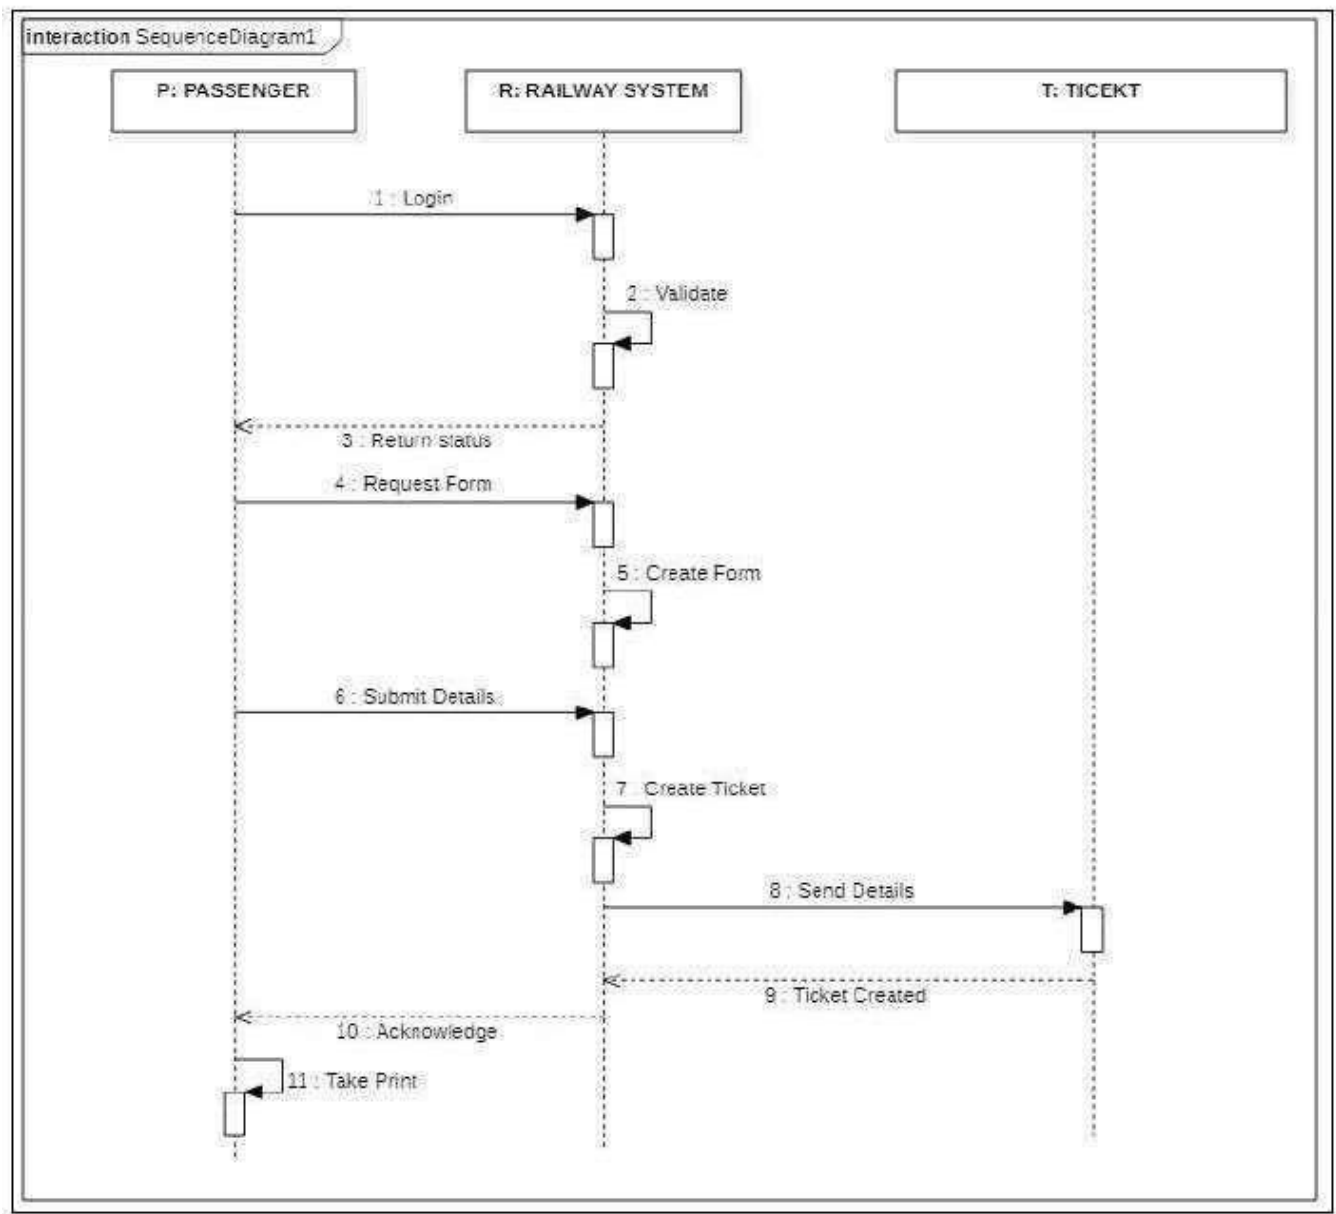 interaction SequenceDiagram1
P: PASSENGER
R: RAILWAY SYSTEM
T: TICEKT
1 : Login
2 : Validate
3 : Return status
4 : Request Form
5 : Create Form
6 : Submit Details
7 : Create Ticket
8 : Send Details
9 : Ticket Created
10 : Acknowledge
11 : Take Print